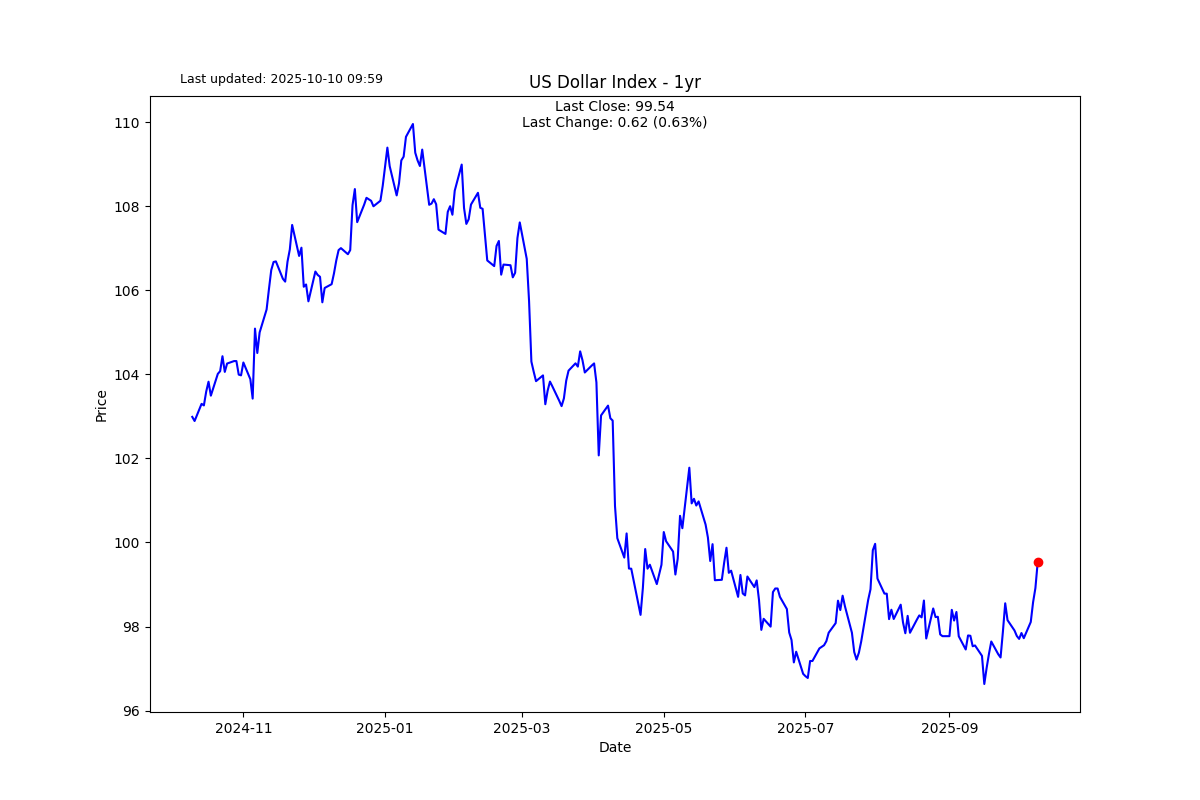 Last updated: 2025-10-10 09:59
US Dollar Index - 1yr
Last Close: 99.54
Last Change: 0.62 (0.63%)
110
108
106
104
102
100
98
96
Price
2024-11
2025-01
2025-03
2025-05
2025-07
2025-09
Date